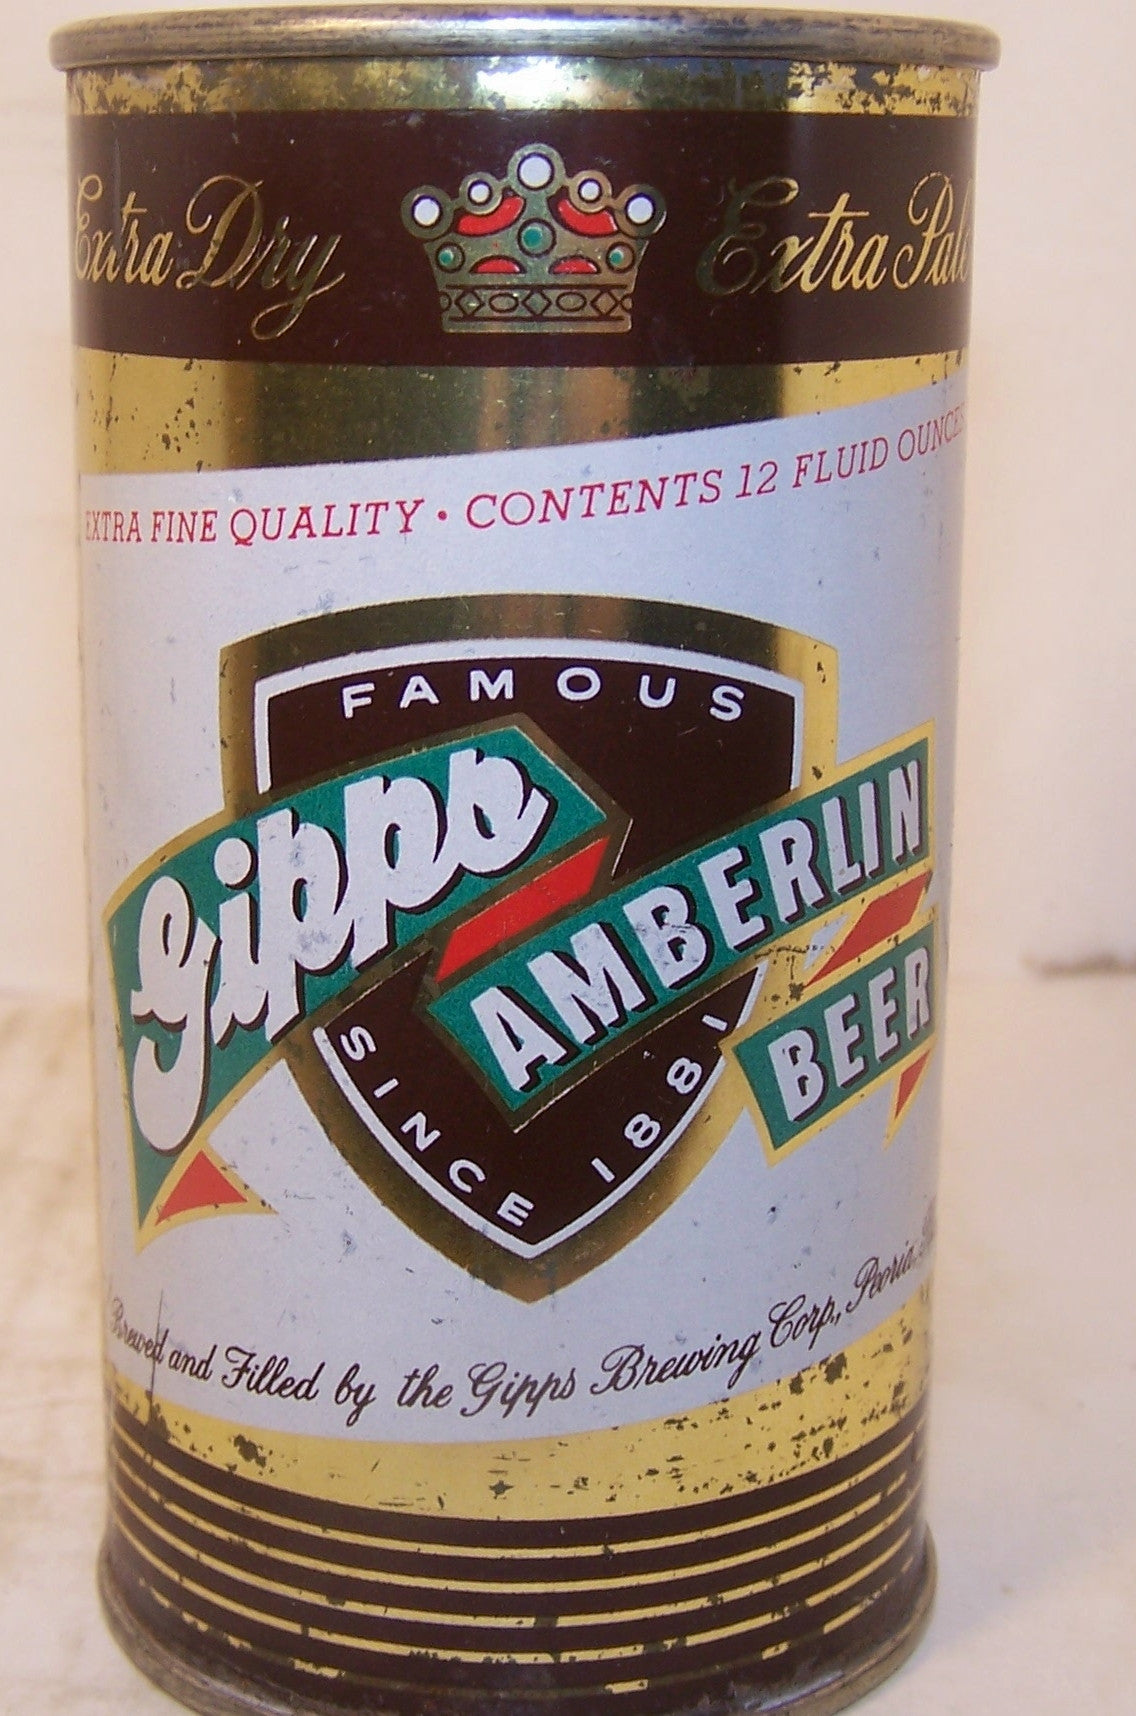 Extra Dry Extra Pale
EXTRA FINE QUALITY · CONTENTS 12 FLUID OUNCES
FAMOUS
Gipps
AMBERLIN
BEER
SINCE 1881
Brewed and Filled by the Gipps Brewing Corp., Peoria,